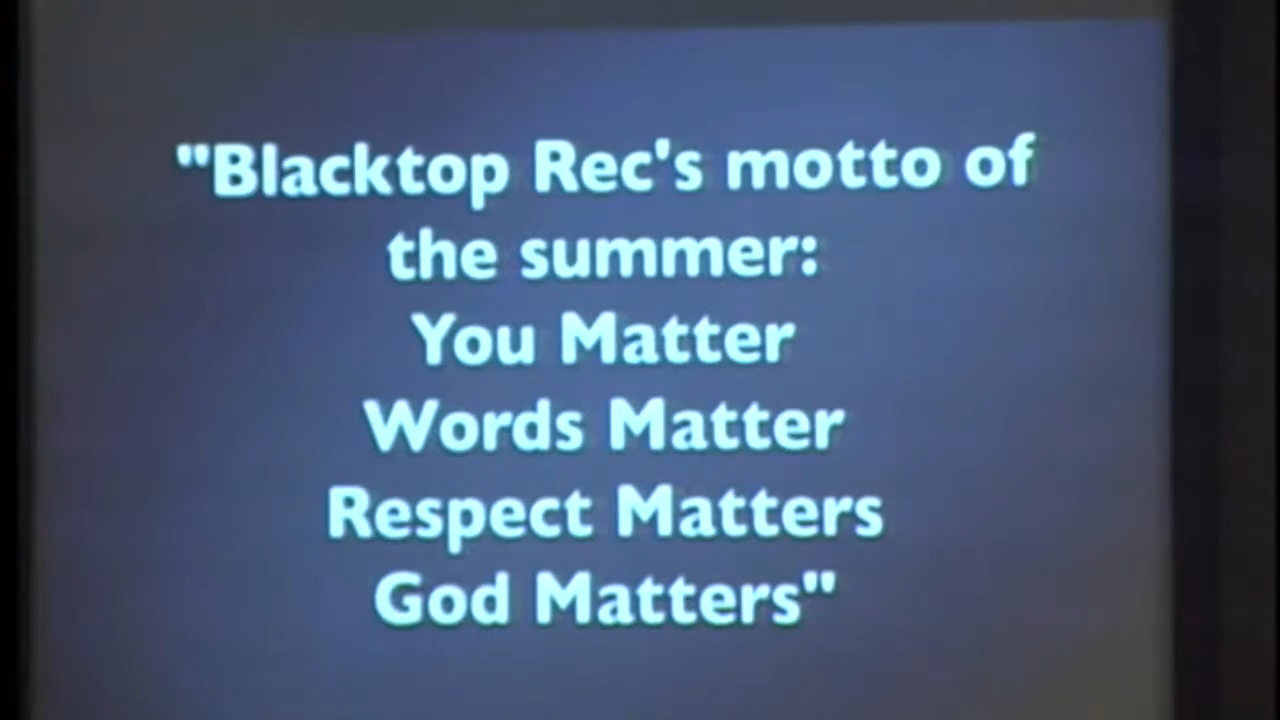 "Blacktop Rec's motto of
the summer:
You Matter
Words Matter
Respect Matters
God Matters"